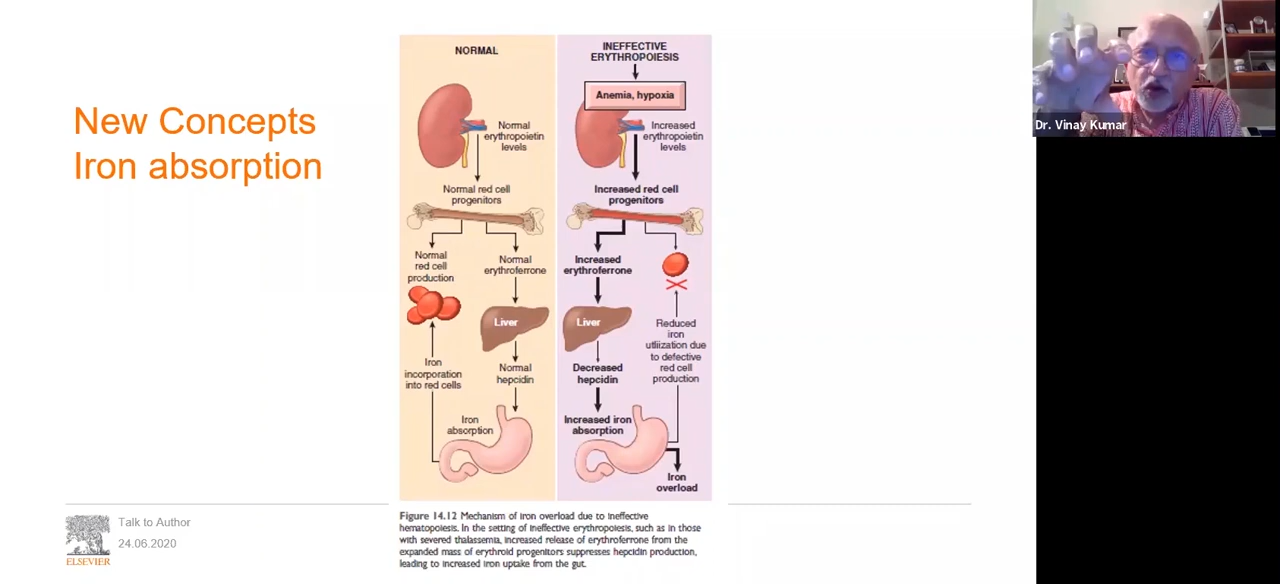 New Concepts
Iron absorption
NORMAL
Normal
erythropoietin
levels
Normal red cell
progenitors
Normal
red cell
production
Normal
erythroferrone
Liver
Iron
incorporation
into red cells
Normal
hepcidin
Iron
absorption
INEFFECTIVE
ERYTHROPOIESIS
Anemia, hypoxia
Increased
erythropoietin
levels
Increased red cell
progenitors
Increased
erythroferrone
Liver
Reduced
iron
utliization due
to defective
red cell
production
Decreased
hepcidin
Increased iron
absorption
Iron
overload
Figure 14.12 Mechanism of iron overload due to ineffective
hematopoiesis. In the setting of ineffective erythropoiesis, such as in those
with severed thalassemia, increased release of erythroferrone from the
expanded mass of erythroid progenitors suppresses hepcidin production,
leading to increased iron uptake from the gut.
Talk to Author
24.06.2020
ELSEVIER
Dr. Vinay Kumar